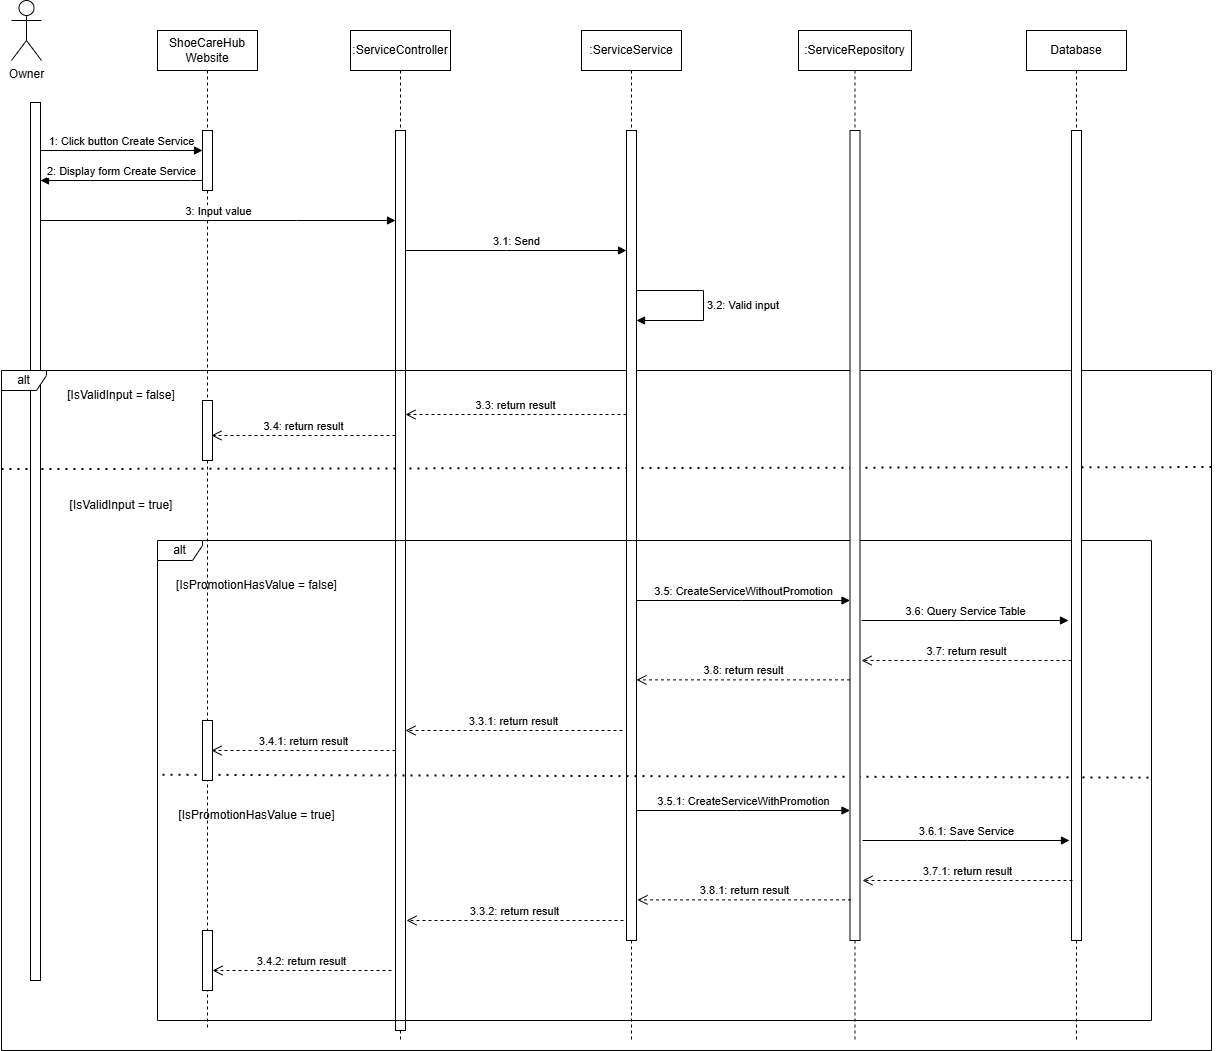 Owner
ShoeCareHub
Website
:ServiceController
:ServiceService
:ServiceRepository
Database
1: Click button Create Service
2: Display form Create Service
3: Input value
3.1: Send
3.2: Valid input
alt
[IsValidInput = false]
3.3: return result
3.4: return result
[IsValidInput = true]
alt
[IsPromotionHasValue = false]
3.5: CreateServiceWithoutPromotion
3.6: Query Service Table
3.7: return result
3.8: return result
3.3.1: return result
3.4.1: return result
[IsPromotionHasValue = true]
3.5.1: CreateServiceWithPromotion
3.6.1: Save Service
3.7.1: return result
3.8.1: return result
3.3.2: return result
3.4.2: return result